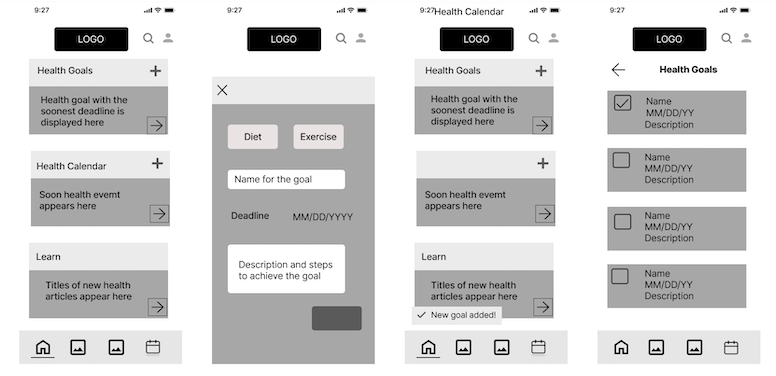 9:27
LOGO
Health Goals
Health goal with the
soonest deadline is
displayed here
Health Calendar
Soon health evemt
appears here
Learn
Titles of new health
articles appear here
9:27
LOGO
Diet
Exercise
Name for the goal
Deadline
MM/DD/YYYY
Description and steps
to achieve the goal
9:27
Health Calendar
LOGO
Health Goals
Health goal with the
soonest deadline is
displayed here
Soon health evemt
appears here
Learn
Titles of new health
articles appear here
New goal added!
9:27
LOGO
Health Goals
Name
MM/DD/YY
Description
Name
MM/DD/YY
Description
Name
MM/DD/YY
Description
Name
MM/DD/YY
Description